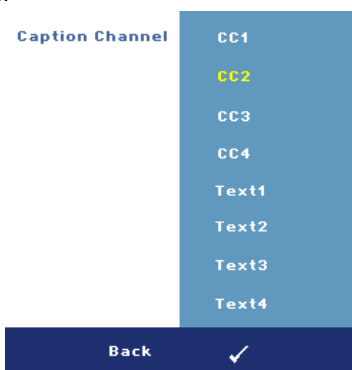 Caption Channel CC1
CC2
CC3
CC4
Text1
Text2
Text3
Text4
Back ✓